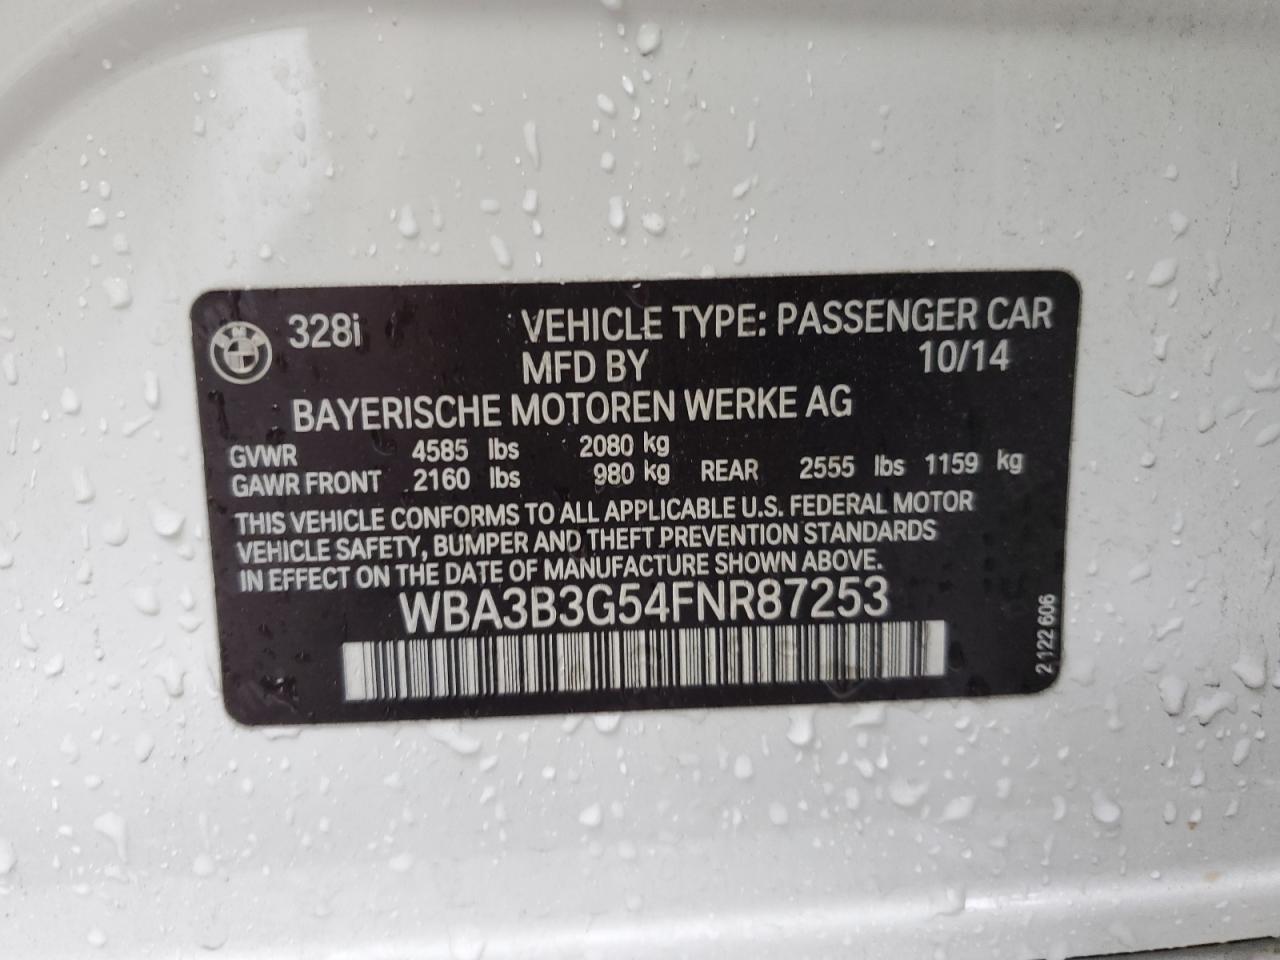 BMW 328i VEHICLE TYPE: PASSENGER CAR
MFD BY 10/14
BAYERISCHE MOTOREN WERKE AG
GVWR 4585 lbs 2080 kg
GAWR FRONT 2160 lbs 980 kg REAR 2555 lbs 1159 kg
THIS VEHICLE CONFORMS TO ALL APPLICABLE U.S. FEDERAL MOTOR
VEHICLE SAFETY, BUMPER AND THEFT PREVENTION STANDARDS
IN EFFECT ON THE DATE OF MANUFACTURE SHOWN ABOVE.
WBA3B3G54FNR87253
2 122 606